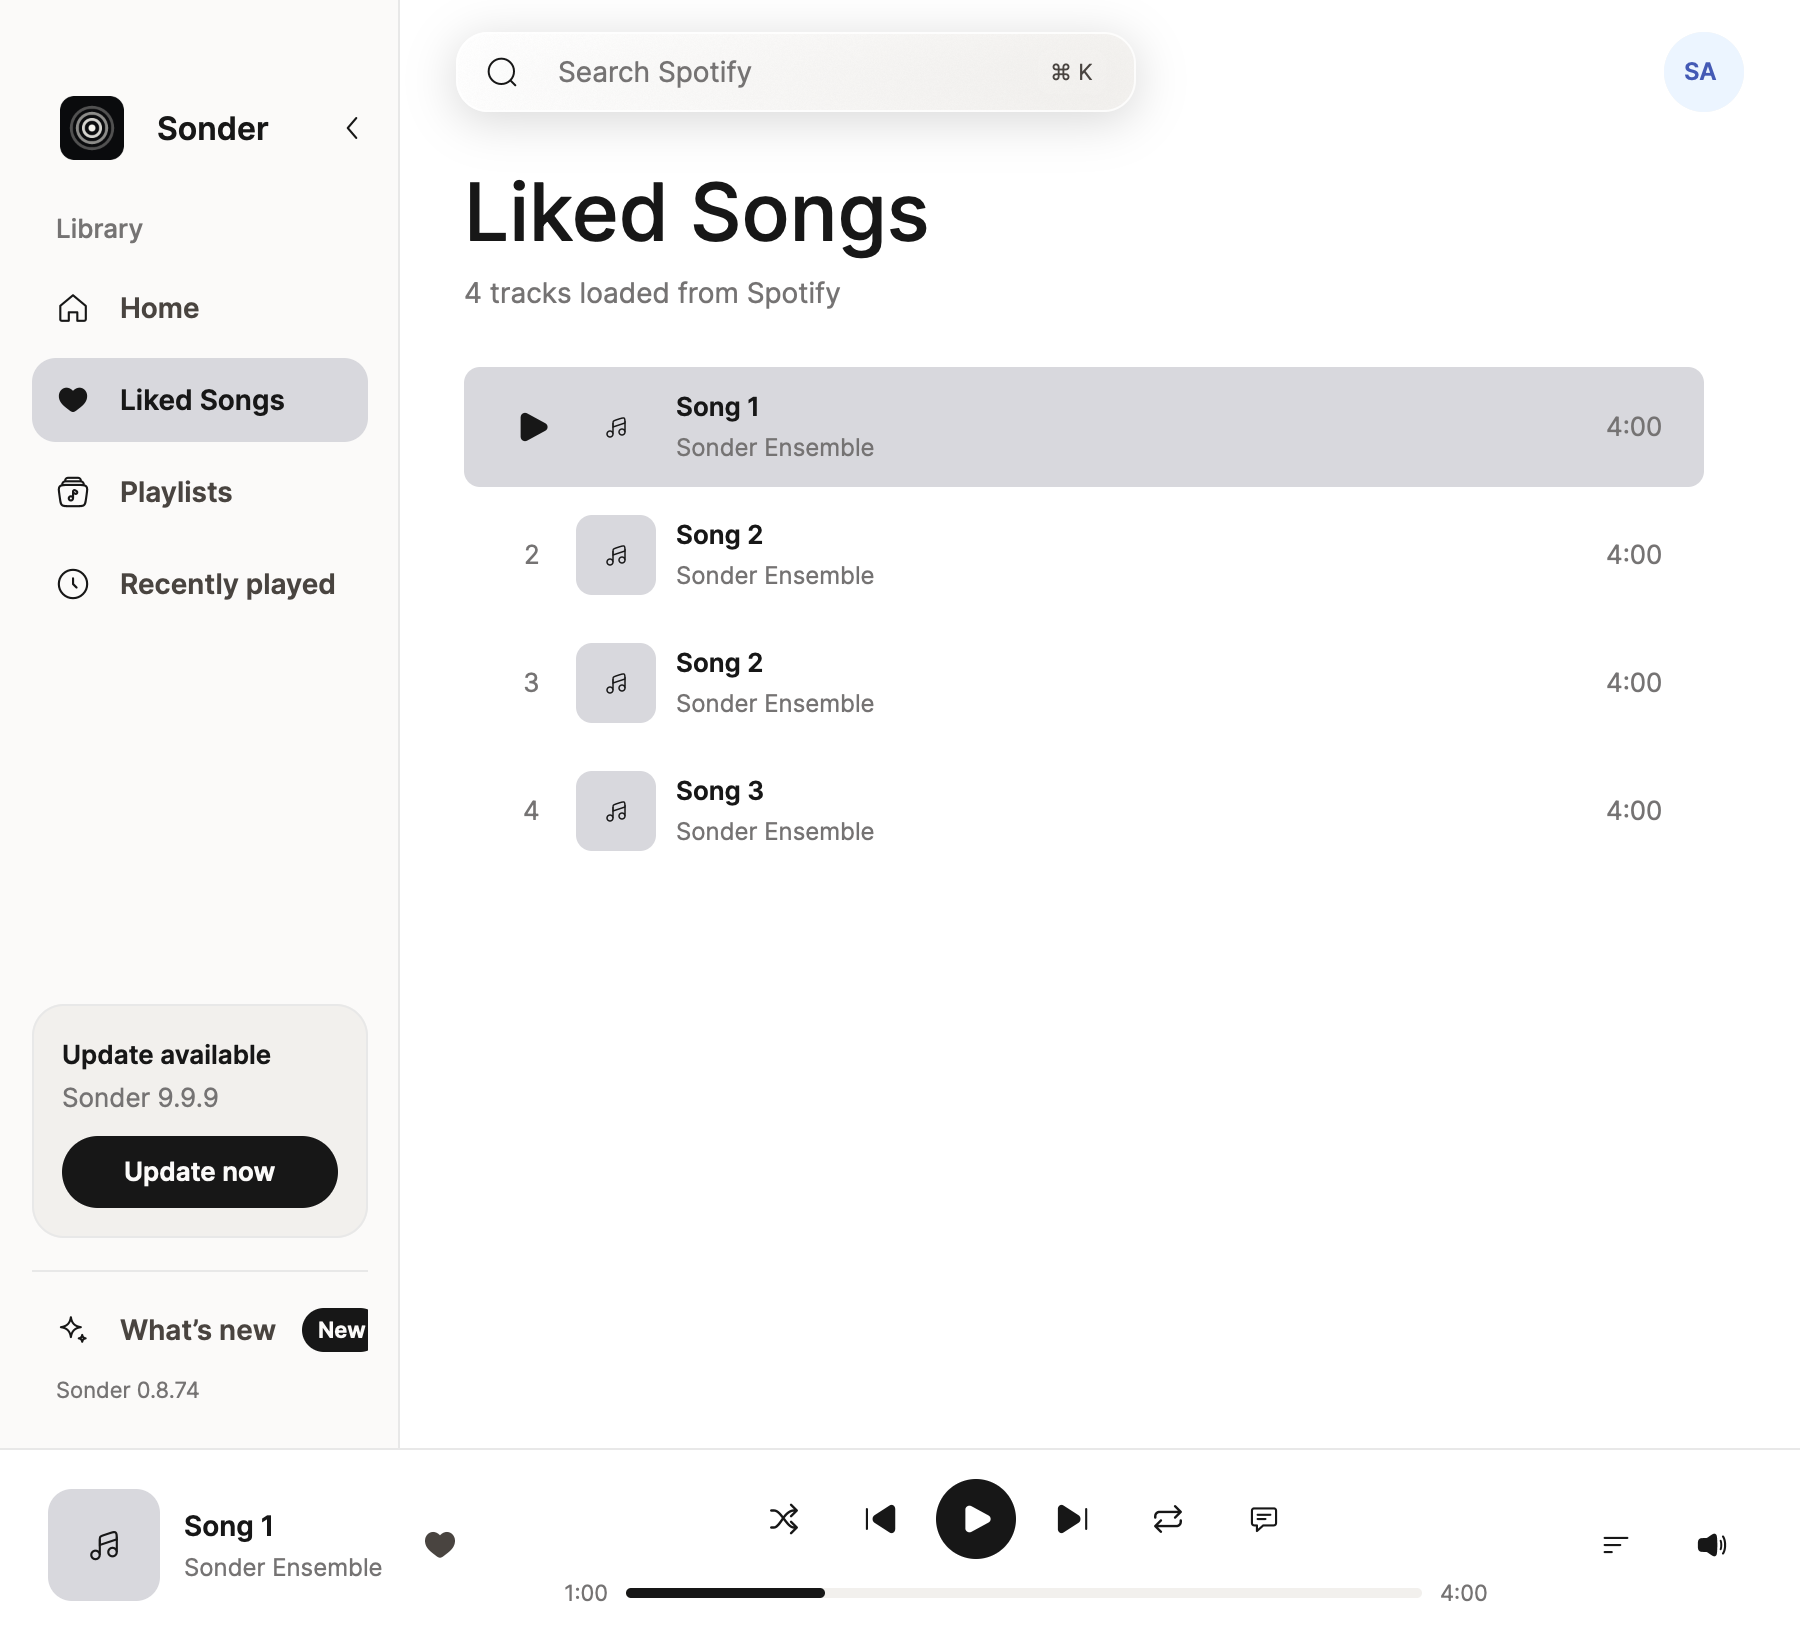 Sonder
Library
Home
Liked Songs
Playlists
Recently played
Update available
Sonder 9.9.9
Update now
What’s new New
Sonder 0.8.74
Search Spotify ⌘ K
SA
Liked Songs
4 tracks loaded from Spotify
Song 1
Sonder Ensemble
4:00
2
Song 2
Sonder Ensemble
4:00
3
Song 2
Sonder Ensemble
4:00
4
Song 3
Sonder Ensemble
4:00
Song 1
Sonder Ensemble
1:00
4:00